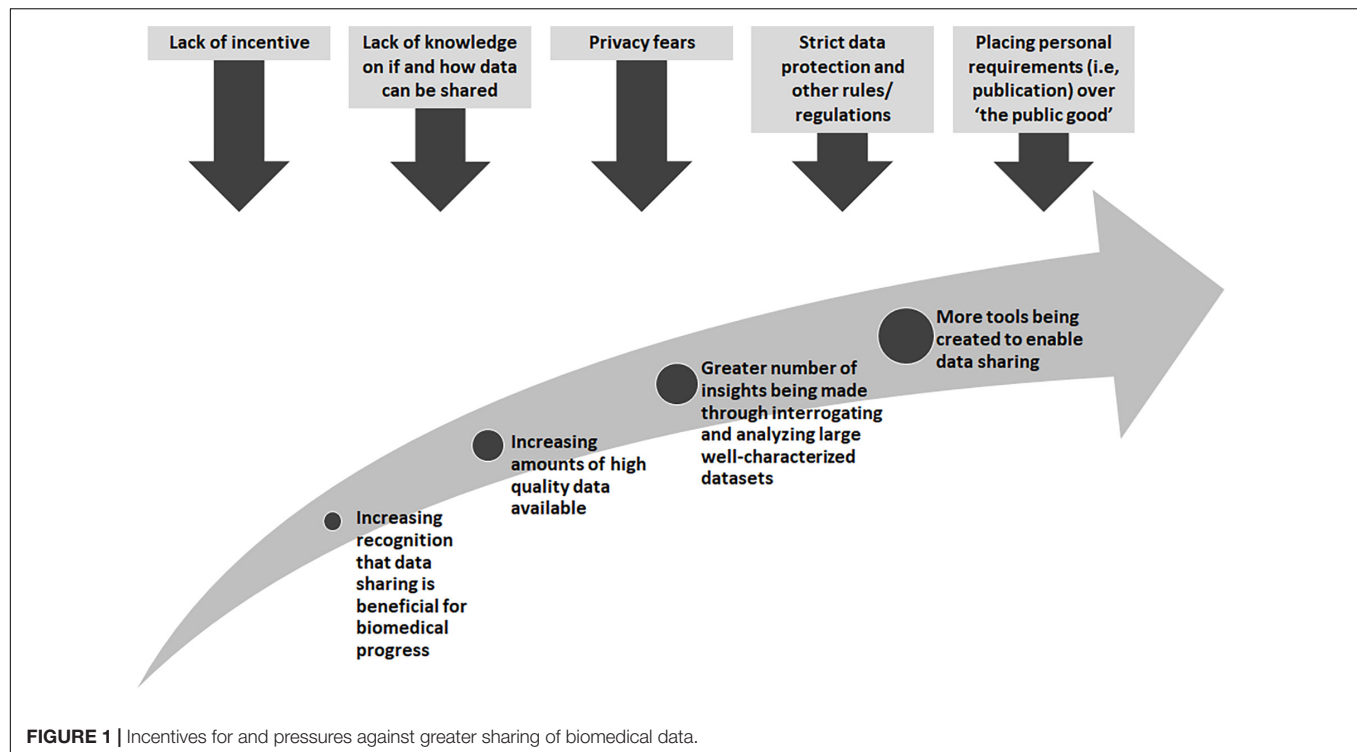 Lack of incentive
Lack of knowledge
on if and how data
can be shared
Privacy fears
Strict data
protection and
other rules/
regulations
Placing personal
requirements (i.e,
publication) over
‘the public good’
More tools being
created to enable
data sharing
Greater number of
insights being made
through interrogating
and analyzing large
well-characterized
datasets
Increasing
amounts of high
quality data
available
Increasing
recognition
that data
sharing is
beneficial for
biomedical
progress
FIGURE 1 | Incentives for and pressures against greater sharing of biomedical data.